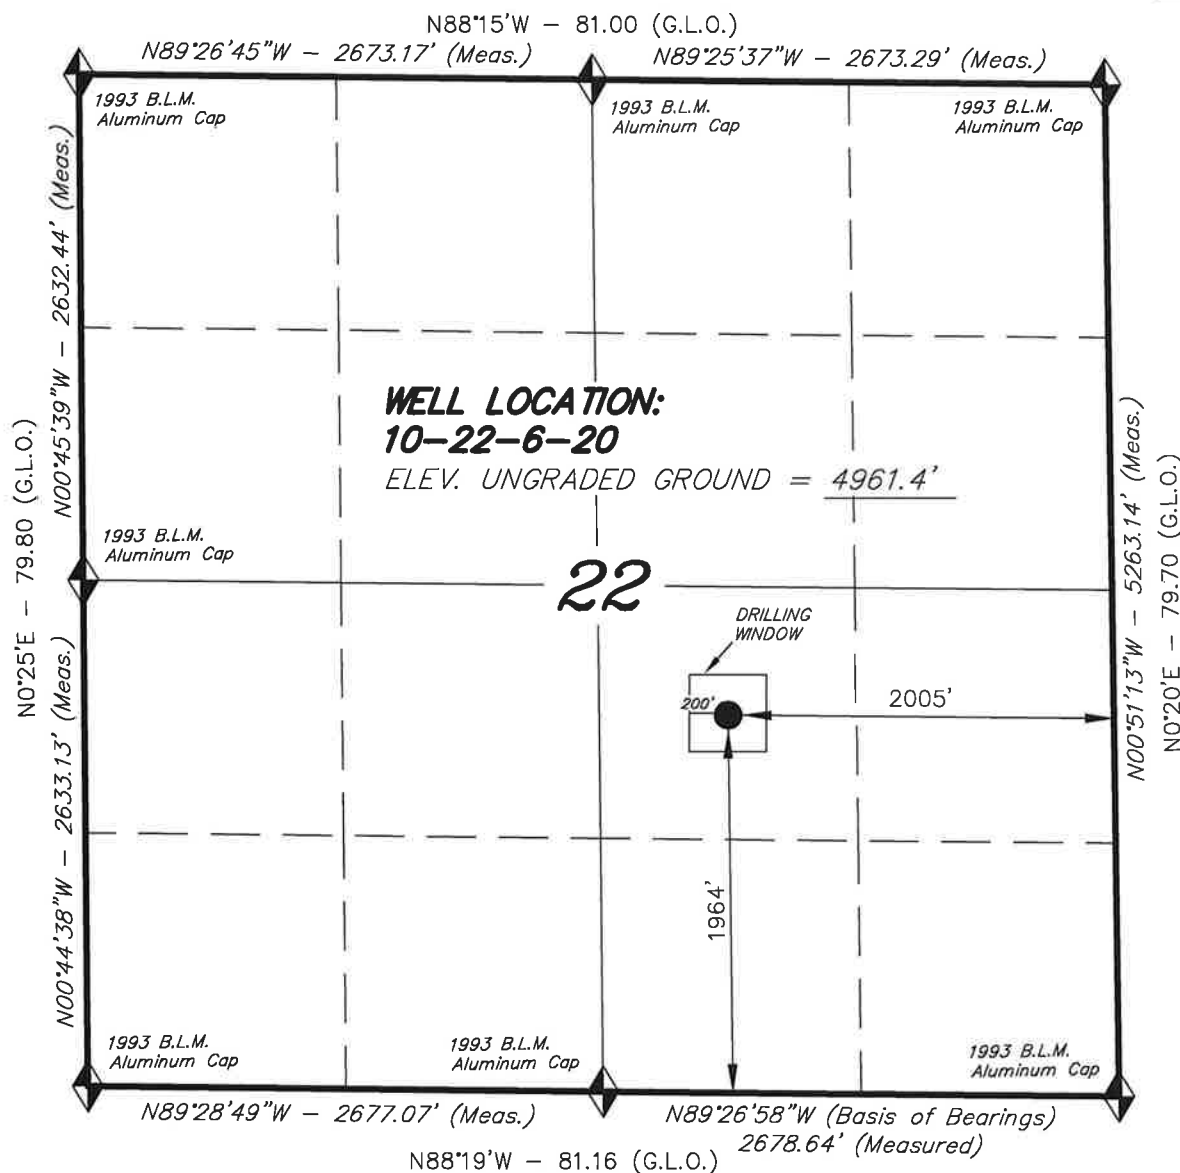 N88°15'W – 81.00 (G.L.O.)
N89°26'45"W – 2673.17' (Meas.)
N89°25'37"W – 2673.29' (Meas.)
1993 B.L.M.
Aluminum Cap
1993 B.L.M.
Aluminum Cap
1993 B.L.M.
Aluminum Cap
N00°45'39"W – 2632.44' (Meas.)
WELL LOCATION:
10–22–6–20
ELEV. UNGRADED GROUND = 4961.4'
N0°25'E – 79.80 (G.L.O.)
N00°51'13"W – 5263.14' (Meas.)
N0°20'E – 79.70 (G.L.O.)
1993 B.L.M.
Aluminum Cap
22
DRILLING
WINDOW
200'
2005'
N00°44'38"W – 2633.13' (Meas.)
1964'
1993 B.L.M.
Aluminum Cap
1993 B.L.M.
Aluminum Cap
1993 B.L.M.
Aluminum Cap
N89°28'49"W – 2677.07' (Meas.)
N89°26'58"W (Basis of Bearings)
2678.64' (Measured)
N88°19'W – 81.16 (G.L.O.)